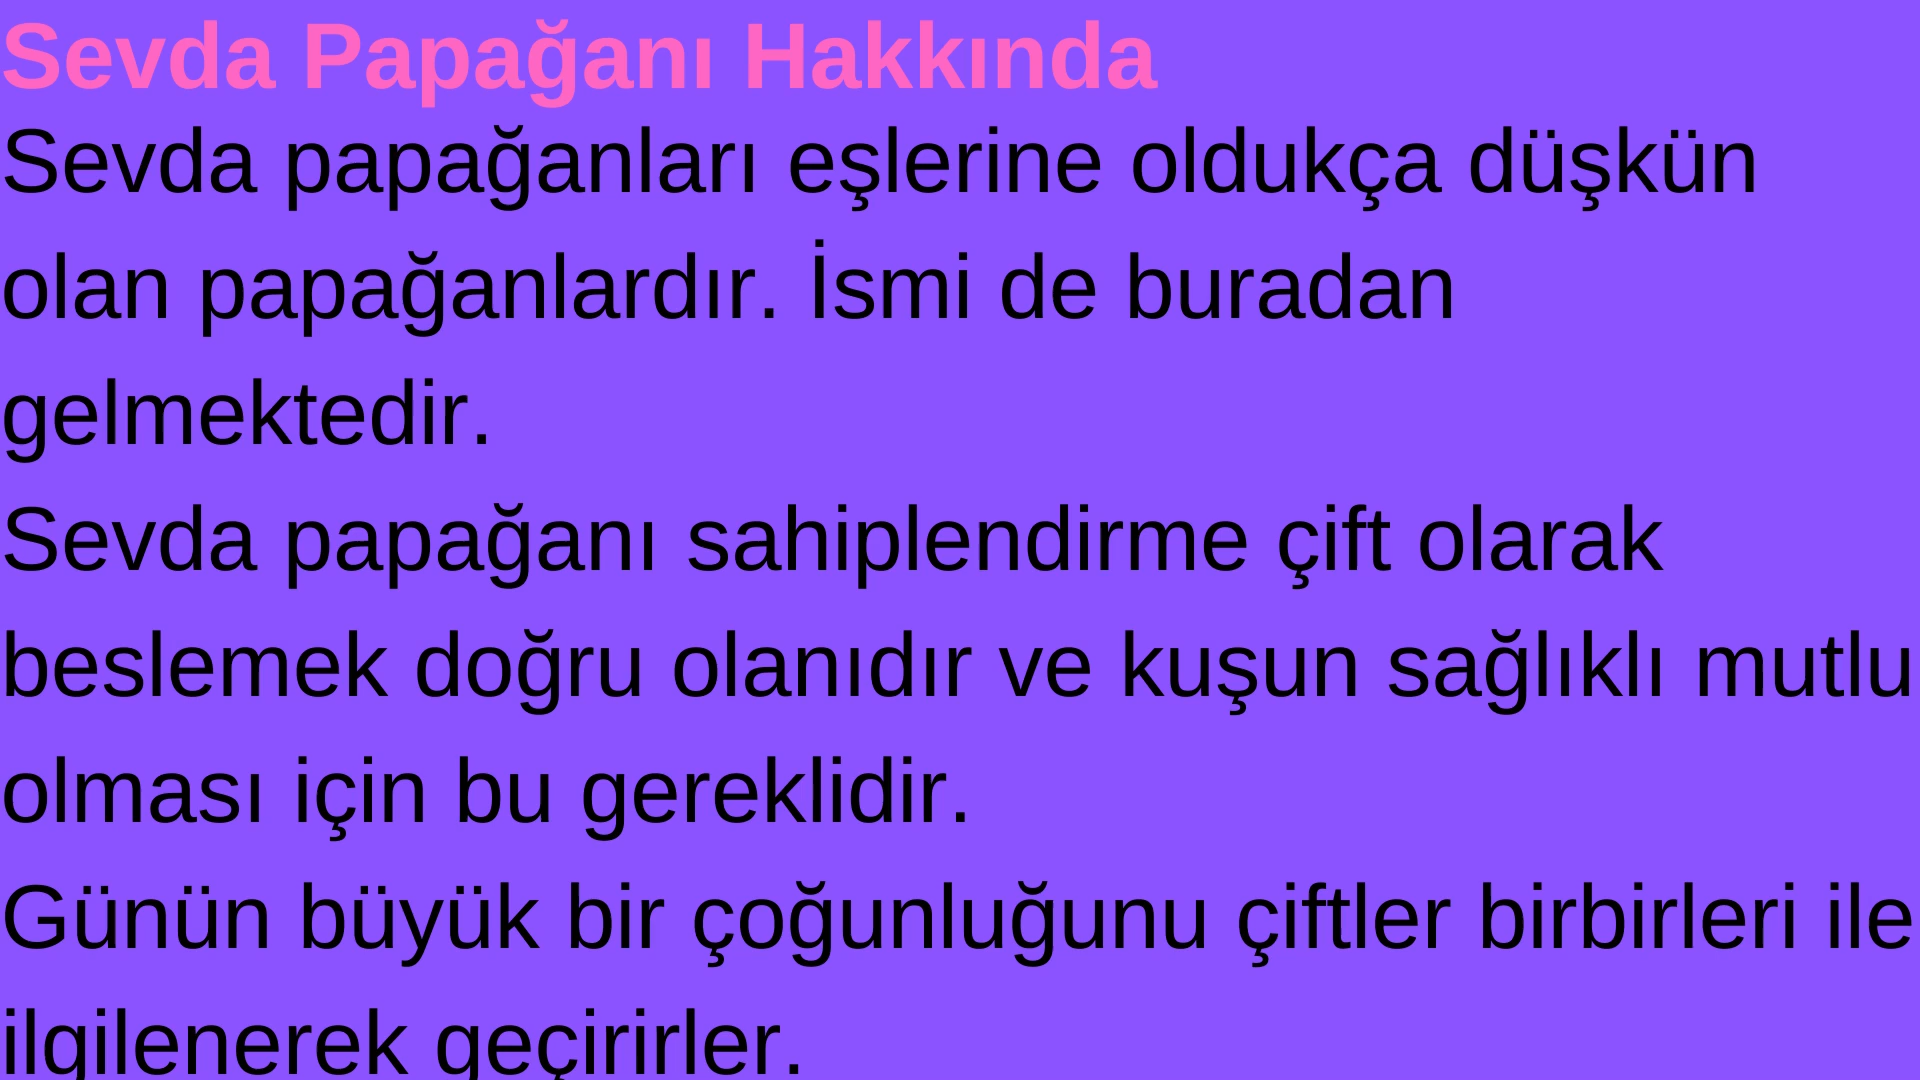 Sevda Papağanı Hakkında
Sevda papağanları eşlerine oldukça düşkün
olan papağanlardır. İsmi de buradan
gelmektedir.
Sevda papağanı sahiplendirme çift olarak
beslemek doğru olanıdır ve kuşun sağlıklı mutlu
olması için bu gereklidir.
Günün büyük bir çoğunluğunu çiftler birbirleri ile
ilgilenerek geçirirler.